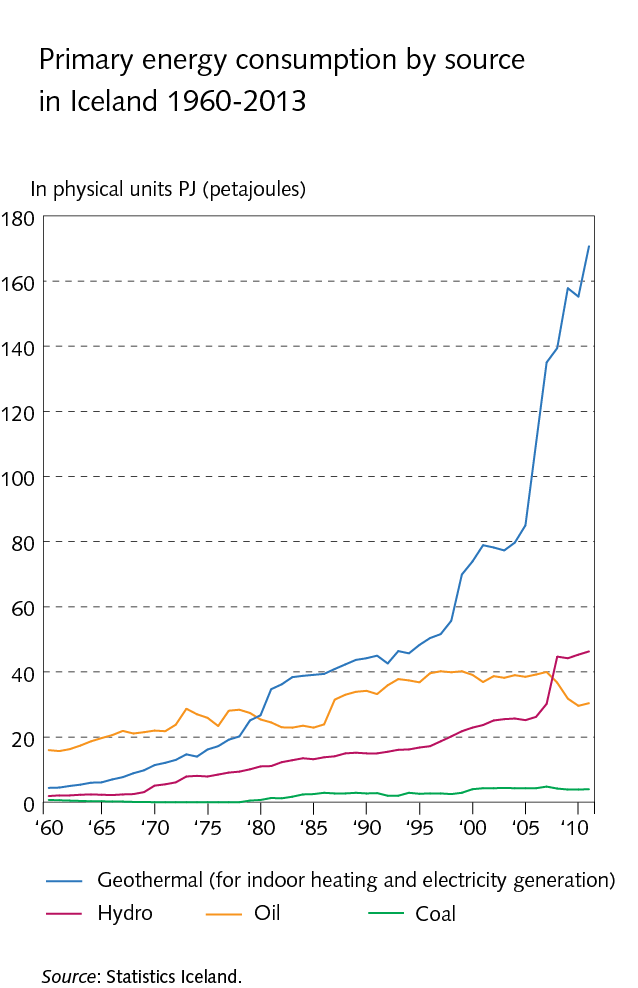 Primary energy consumption by source
in Iceland 1960-2013
In physical units PJ (petajoules)
180
160
140
120
100
80
60
40
20
0
‘60 ‘65 ‘70 ‘75 ‘80 ‘85 ‘90 ‘95 ‘00 ‘05 ‘10
Geothermal (for indoor heating and electricity generation)
Hydro Oil Coal
Source: Statistics Iceland.